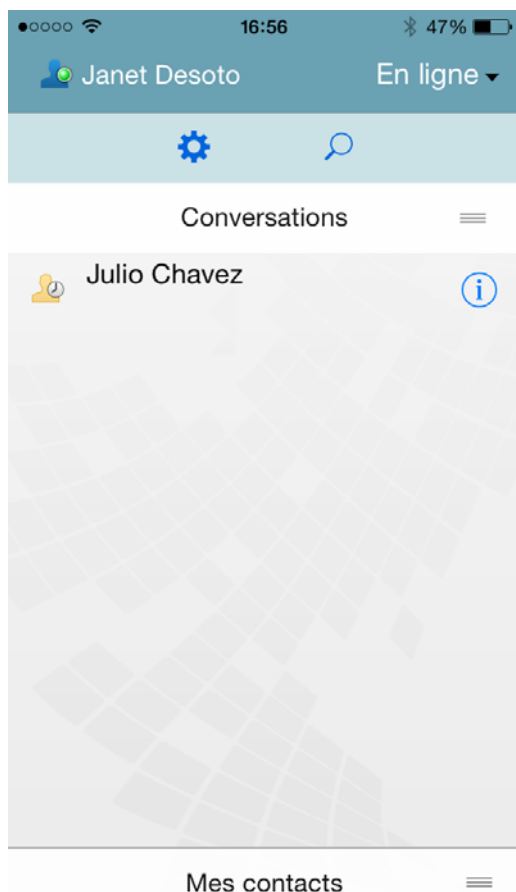 16:56 47%
Janet Desoto En ligne
Conversations
Julio Chavez
Mes contacts